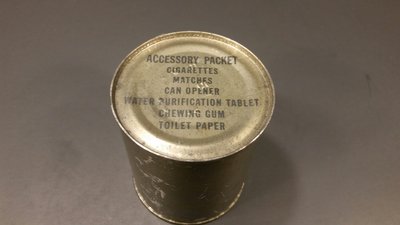 ACCESSORY PACKET
CIGARETTES
MATCHES
CAN OPENER
WATER PURIFICATION TABLET
CHEWING GUM
TOILET PAPER